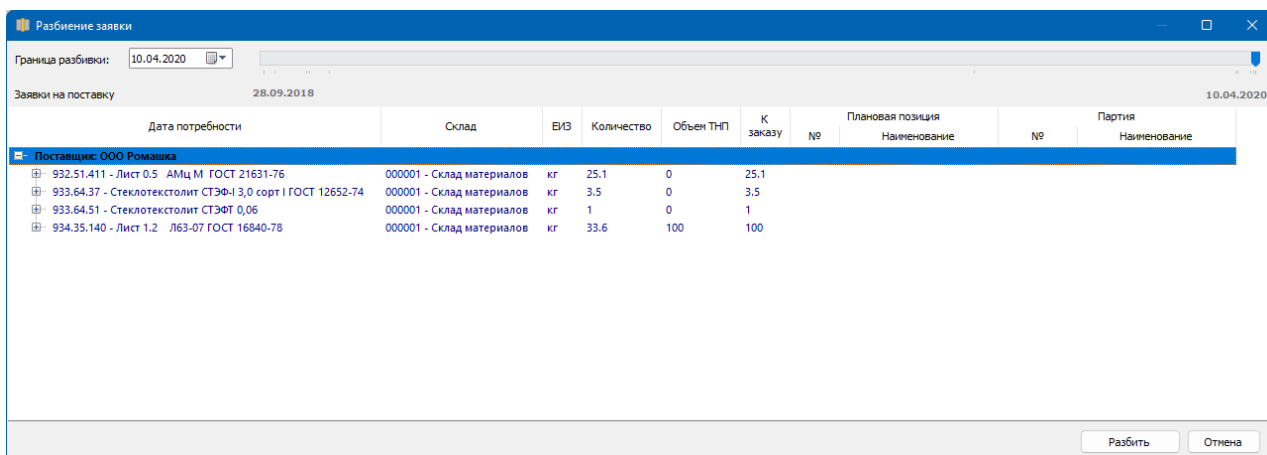 Разбиение заявки
Граница разбивки: 10.04.2020
Заявки на поставку 28.09.2018 10.04.2020
Дата потребности Склад ЕИЗ Количество Объем ТНП К заказу Плановая позиция Партия
№ Наименование № Наименование
Поставщик: ООО Ромашка
932.51.411 - Лист 0.5 АМц М ГОСТ 21631-76 000001 - Склад материалов кг 25.1 0 25.1
933.64.37 - Стеклотекстолит СТЭФ-I 3,0 сорт I ГОСТ 12652-74 000001 - Склад материалов кг 3.5 0 3.5
933.64.51 - Стеклотекстолит СТЭФТ 0,06 000001 - Склад материалов кг 1 0 1
934.35.140 - Лист 1.2 Л63-07 ГОСТ 16840-78 000001 - Склад материалов кг 33.6 100 100
Разбить Отмена